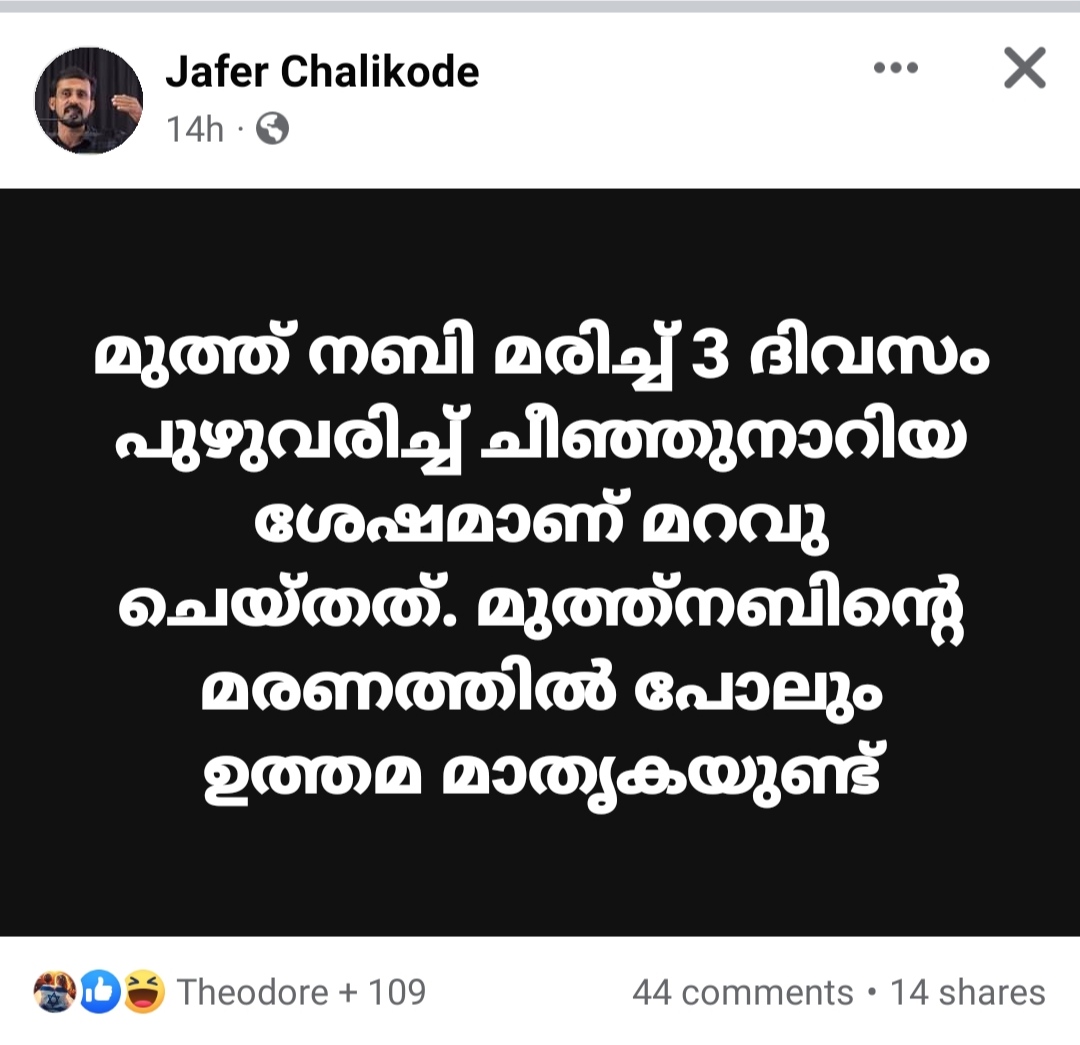 Jafer Chalikode
14h ·
മുത്ത് നബി മരിച്ച് 3 ദിവസം
പുഴുവരിച്ച് ചീഞ്ഞുനാറിയ
ശേഷമാണ് മറവു
ചെയ്തത്. മുത്ത്നബിന്റെ
മരണത്തിൽ പോലും
ഉത്തമ മാതൃകയുണ്ട്
Theodore + 109 44 comments • 14 shares